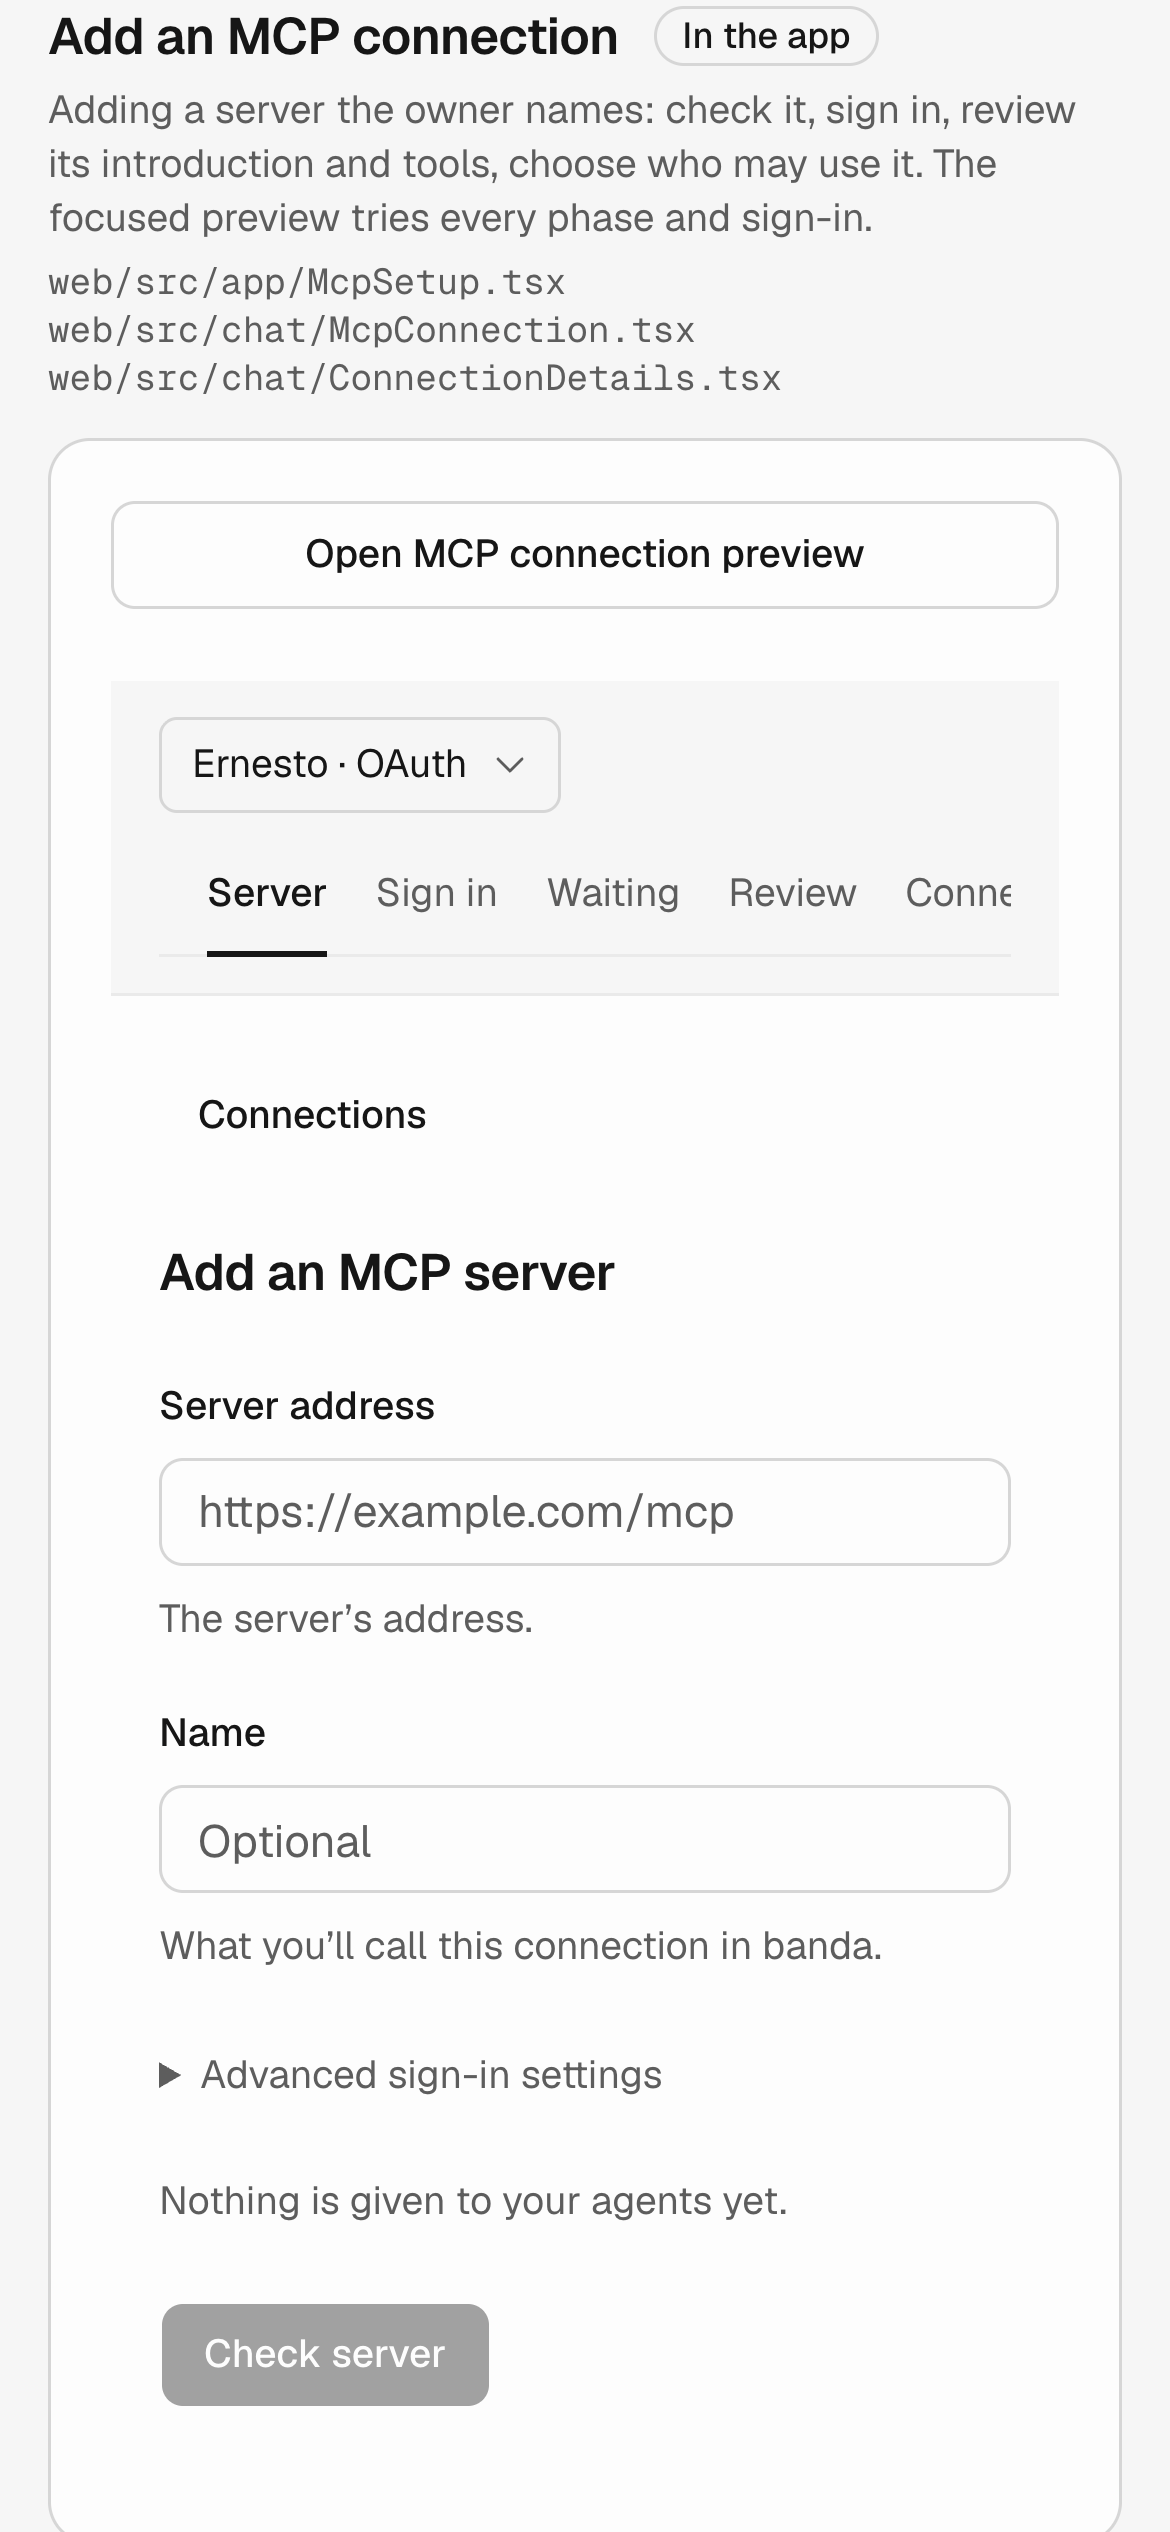 Add an MCP connection
In the app
Adding a server the owner names: check it, sign in, review
its introduction and tools, choose who may use it. The
focused preview tries every phase and sign-in.
web/src/app/McpSetup.tsx
web/src/chat/McpConnection.tsx
web/src/chat/ConnectionDetails.tsx
Open MCP connection preview
Ernesto · OAuth
Server Sign in Waiting Review Conne
Connections
Add an MCP server
Server address
https://example.com/mcp
The server’s address.
Name
Optional
What you’ll call this connection in banda.
Advanced sign-in settings
Nothing is given to your agents yet.
Check server